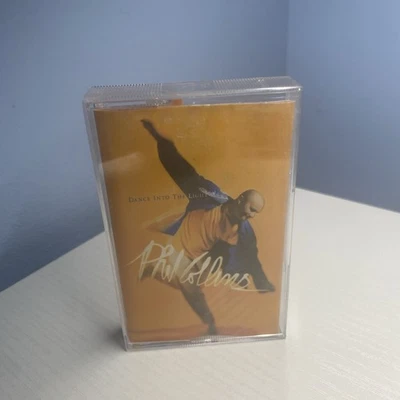 DANCE INTO THE LIGHT
Phil Collins